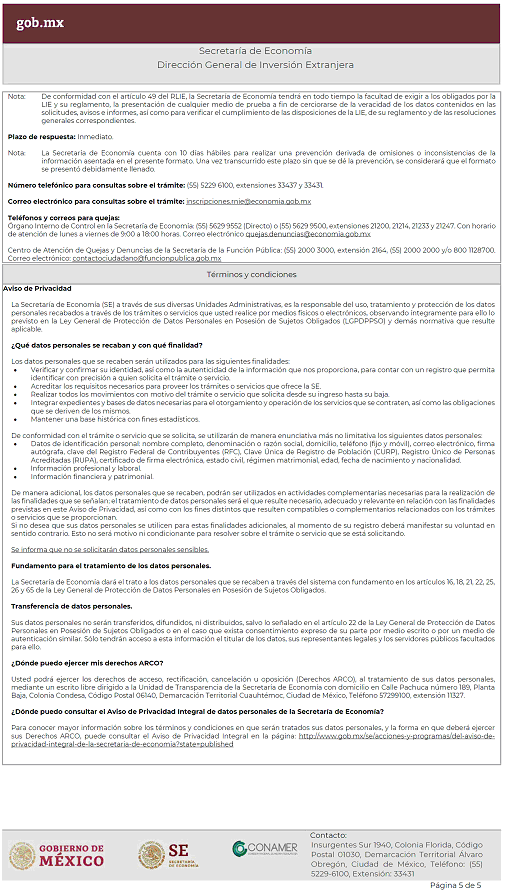 gob.mx
Secretaría de Economía
Dirección General de Inversión Extranjera
Nota: De conformidad con el artículo 49 del RLIE, la Secretaría de Economía tendrá en todo tiempo la facultad de exigir a los obligados por la
LIE y su reglamento, la presentación de cualquier medio de prueba a fin de cerciorarse de la veracidad de los datos contenidos en las
solicitudes, avisos e informes, así como para verificar el cumplimiento de las disposiciones de la LIE, de su reglamento y de las resoluciones
generales correspondientes.
Plazo de respuesta: Inmediato.
Nota: La Secretaría de Economía cuenta con 10 días hábiles para realizar una prevención derivada de omisiones o inconsistencias de la
información asentada en el presente formato. Una vez transcurrido este plazo sin que se dé la prevención, se considerará que el formato
se presentó debidamente llenado.
Número telefónico para consultas sobre el trámite: (55) 5229 6100, extensiones 33437 y 33431.
Correo electrónico para consultas sobre el trámite: inscripciones.rnie@economia.gob.mx
Teléfonos y correos para quejas:
Órgano Interno de Control en la Secretaría de Economía: (55) 5629 9552 (Directo) o (55) 5629 9500, extensiones 21200, 21214, 21233 y 21247. Con horario
de atención de lunes a viernes de 9:00 a 18:00 horas. Correo electrónico quejas.denuncias@economia.gob.mx
Centro de Atención de Quejas y Denuncias de la Secretaría de la Función Pública: (55) 2000 3000, extensión 2164, (55) 2000 2000 y/o 800 1128700.
Correo electrónico: contactociudadano@funcionpublica.gob.mx
Términos y condiciones
Aviso de Privacidad
La Secretaría de Economía (SE) a través de sus diversas Unidades Administrativas, es la responsable del uso, tratamiento y protección de los datos
personales recabados a través de los trámites o servicios que usted realice por medios físicos o electrónicos, observando íntegramente para ello lo
previsto en la Ley General de Protección de Datos Personales en Posesión de Sujetos Obligados (LGPDPPSO) y demás normativa que resulte
aplicable.
¿Qué datos personales se recaban y con qué finalidad?
Los datos personales que se recaben serán utilizados para las siguientes finalidades:
• Verificar y confirmar su identidad, así como la autenticidad de la información que nos proporciona, para contar con un registro que permita
identificar con precisión a quien solicita el trámite o servicio.
• Acreditar los requisitos necesarios para proveer los trámites o servicios que ofrece la SE.
• Realizar todos los movimientos con motivo del trámite o servicio que solicita desde su ingreso hasta su baja.
• Integrar expedientes y bases de datos necesarias para el otorgamiento y operación de los servicios que se contraten, así como las obligaciones
que se deriven de los mismos.
• Mantener una base histórica con fines estadísticos.
De conformidad con el trámite o servicio que se solicita, se utilizarán de manera enunciativa más no limitativa los siguientes datos personales:
• Datos de identificación personal: nombre completo, denominación o razón social, domicilio, teléfono (fijo y móvil), correo electrónico, firma
autógrafa, clave del Registro Federal de Contribuyentes (RFC), Clave Única de Registro de Población (CURP), Registro Único de Personas
Acreditadas (RUPA), certificado de firma electrónica, estado civil, régimen matrimonial, edad, fecha de nacimiento y nacionalidad.
• Información profesional y laboral.
• Información financiera y patrimonial.
De manera adicional, los datos personales que se recaben, podrán ser utilizados en actividades complementarias necesarias para la realización de
las finalidades que se señalan; el tratamiento de datos personales será el que resulte necesario, adecuado y relevante en relación con las finalidades
previstas en este Aviso de Privacidad, así como con los fines distintos que resulten compatibles o complementarios relacionados con los trámites
o servicios que se proporcionan.
Si no desea que sus datos personales se utilicen para estas finalidades adicionales, al momento de su registro deberá manifestar su voluntad en
sentido contrario. Esto no será motivo ni condicionante para resolver sobre el trámite o servicio que se está solicitando.
Se informa que no se solicitarán datos personales sensibles.
Fundamento para el tratamiento de los datos personales.
La Secretaría de Economía dará el trato a los datos personales que se recaben a través del sistema con fundamento en los artículos 16, 18, 21, 22, 25,
26 y 65 de la Ley General de Protección de Datos Personales en Posesión de Sujetos Obligados.
Transferencia de datos personales.
Sus datos personales no serán transferidos, difundidos, ni distribuidos, salvo lo señalado en el artículo 22 de la Ley General de Protección de Datos
Personales en Posesión de Sujetos Obligados o en el caso que exista consentimiento expreso de su parte por medio escrito o por un medio de
autenticación similar. Sólo tendrán acceso a esta información el titular de los datos, sus representantes legales y los servidores públicos facultados
para ello.
¿Dónde puedo ejercer mis derechos ARCO?
Usted podrá ejercer los derechos de acceso, rectificación, cancelación u oposición (Derechos ARCO), al tratamiento de sus datos personales,
mediante un escrito libre dirigido a la Unidad de Transparencia de la Secretaría de Economía con domicilio en Calle Pachuca número 189, Planta
Baja, Colonia Condesa, Código Postal 06140, Demarcación Territorial Cuauhtémoc, Ciudad de México, Teléfono 57299100, extensión 11327.
¿Dónde puedo consultar el Aviso de Privacidad Integral de datos personales de la Secretaría de Economía?
Para conocer mayor información sobre los términos y condiciones en que serán tratados sus datos personales, y la forma en que deberá ejercer
sus Derechos ARCO, puede consultar el Aviso de Privacidad Integral en la página: http://www.gob.mx/se/acciones-y-programas/del-aviso-de-
privacidad-integral-de-la-secretaria-de-economia?state=published
GOBIERNO DE
MÉXICO
SE
SECRETARÍA
DE ECONOMÍA
CONAMER
Contacto:
Insurgentes Sur 1940, Colonia Florida, Código
Postal 01030, Demarcación Territorial Álvaro
Obregón, Ciudad de México, Teléfono: (55)
5229-6100, Extensión: 33431
Página 5 de 5